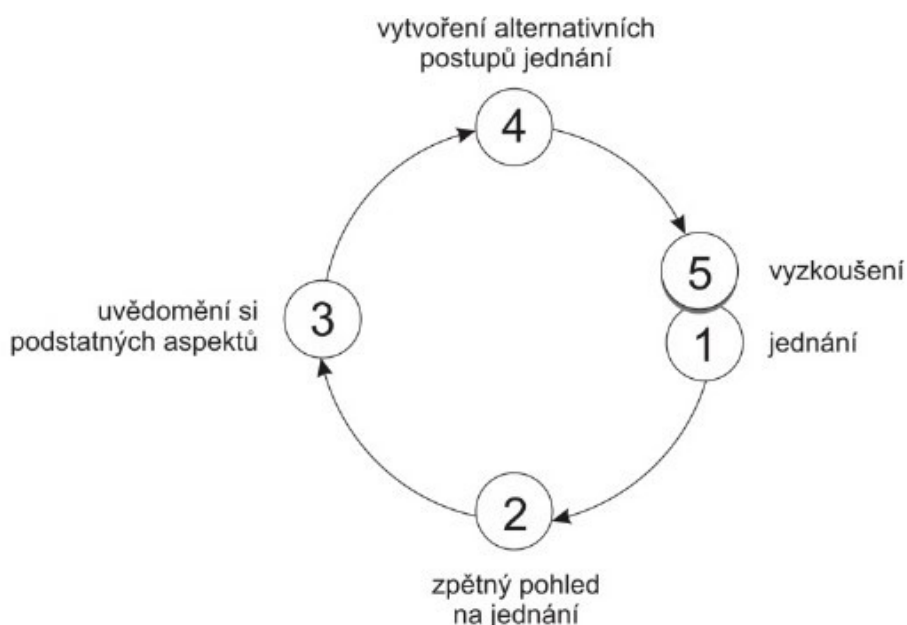 vytvoření alternativních
postupů jednání
4
5
vyzkoušení
uvědomění si
podstatných aspektů
3
1
jednání
2
zpětný pohled
na jednání